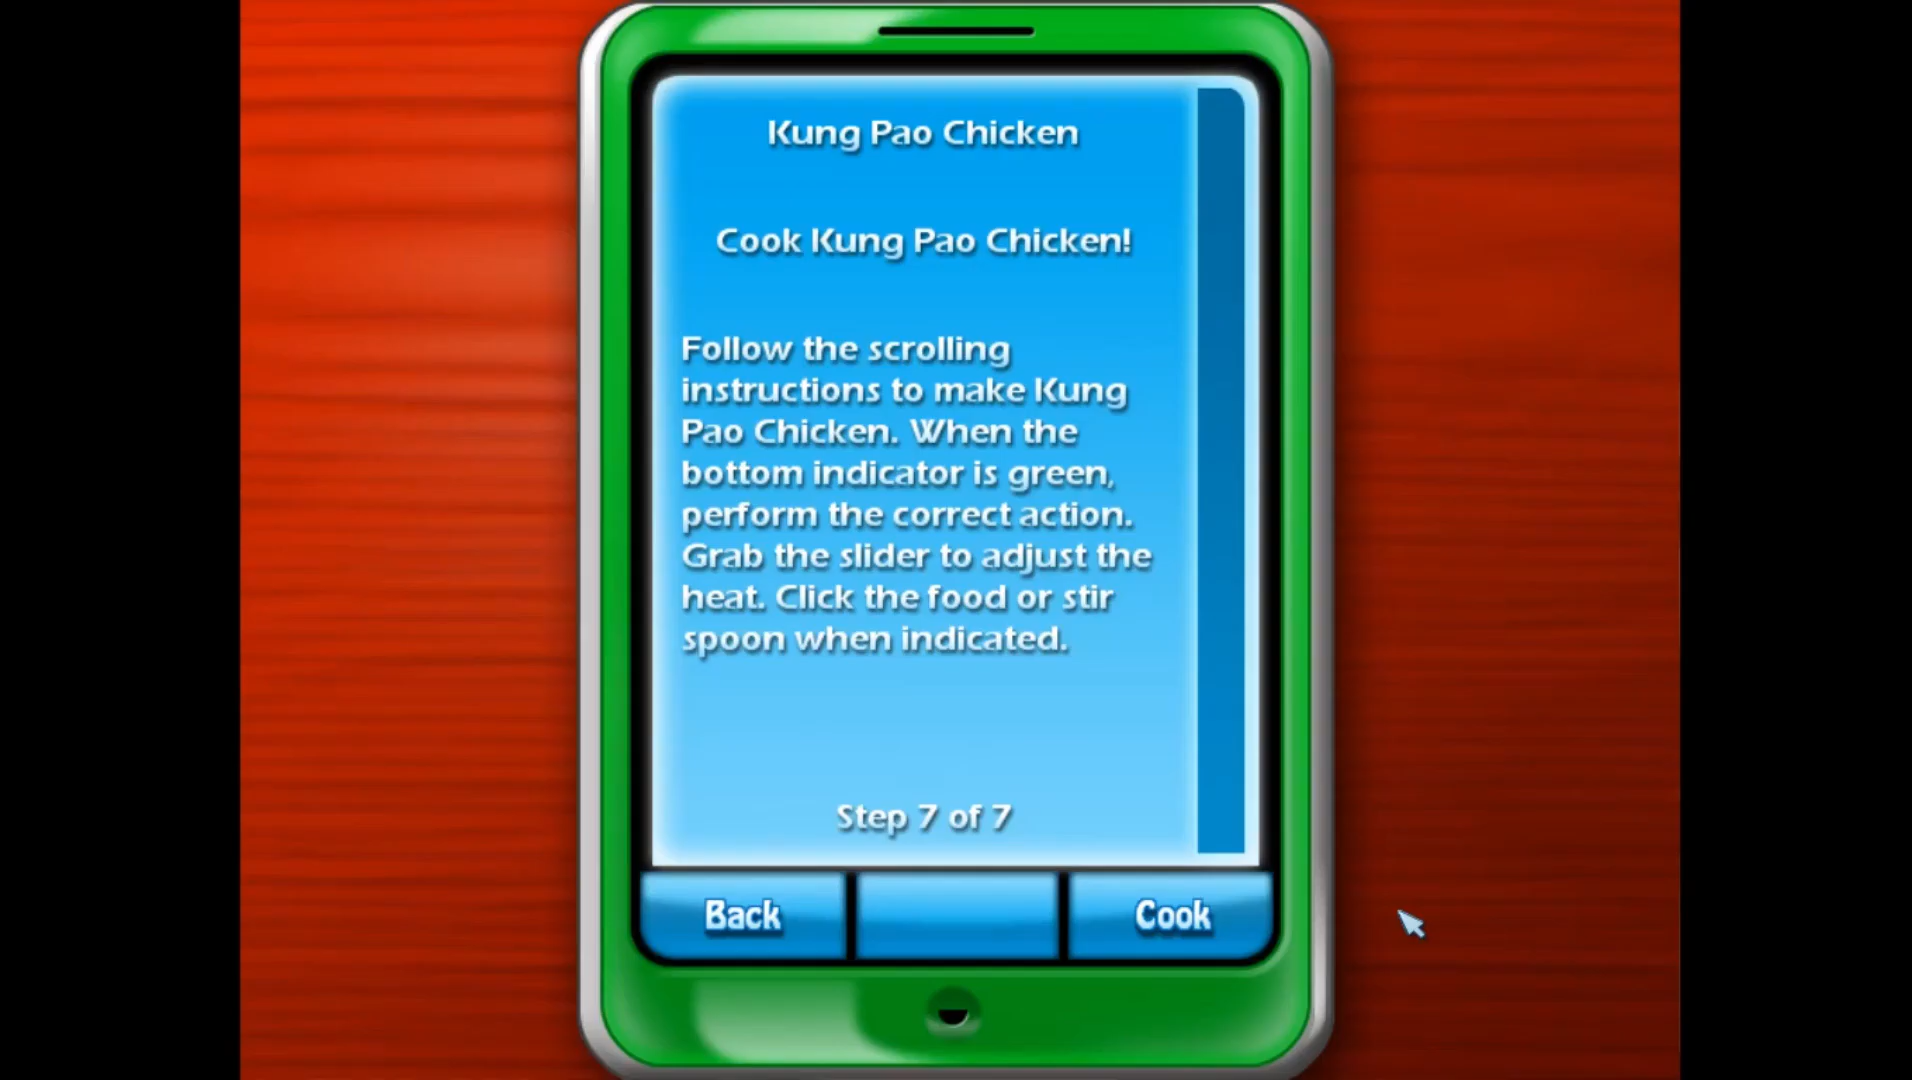 Kung Pao Chicken
Cook Kung Pao Chicken!
Follow the scrolling
instructions to make Kung
Pao Chicken. When the
bottom indicator is green,
perform the correct action.
Grab the slider to adjust the
heat. Click the food or stir
spoon when indicated.
Step 7 of 7
Back
Cook